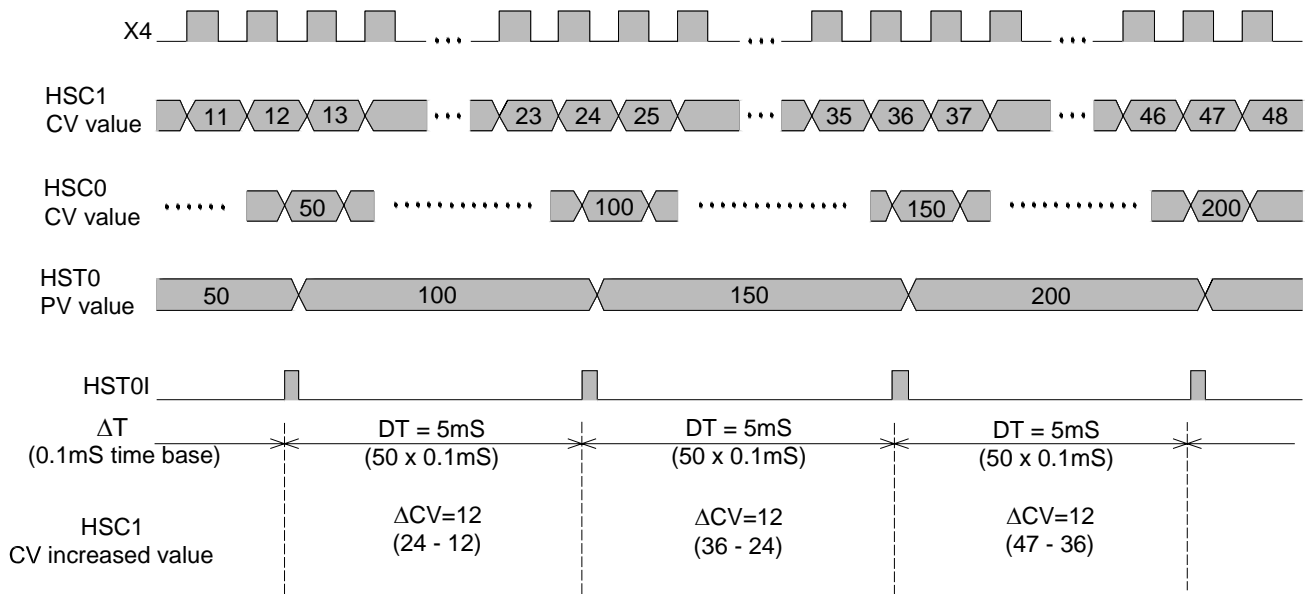 X4
HSC1
CV value
11 12 13 23 24 25 35 36 37 46 47 48
HSC0
CV value
50 100 150 200
HST0
PV value
50 100 150 200
HST0I
ΔT
(0.1mS time base)
DT = 5mS
(50 x 0.1mS)
DT = 5mS
(50 x 0.1mS)
DT = 5mS
(50 x 0.1mS)
HSC1
CV increased value
ΔCV=12
(24 - 12)
ΔCV=12
(36 - 24)
ΔCV=12
(47 - 36)